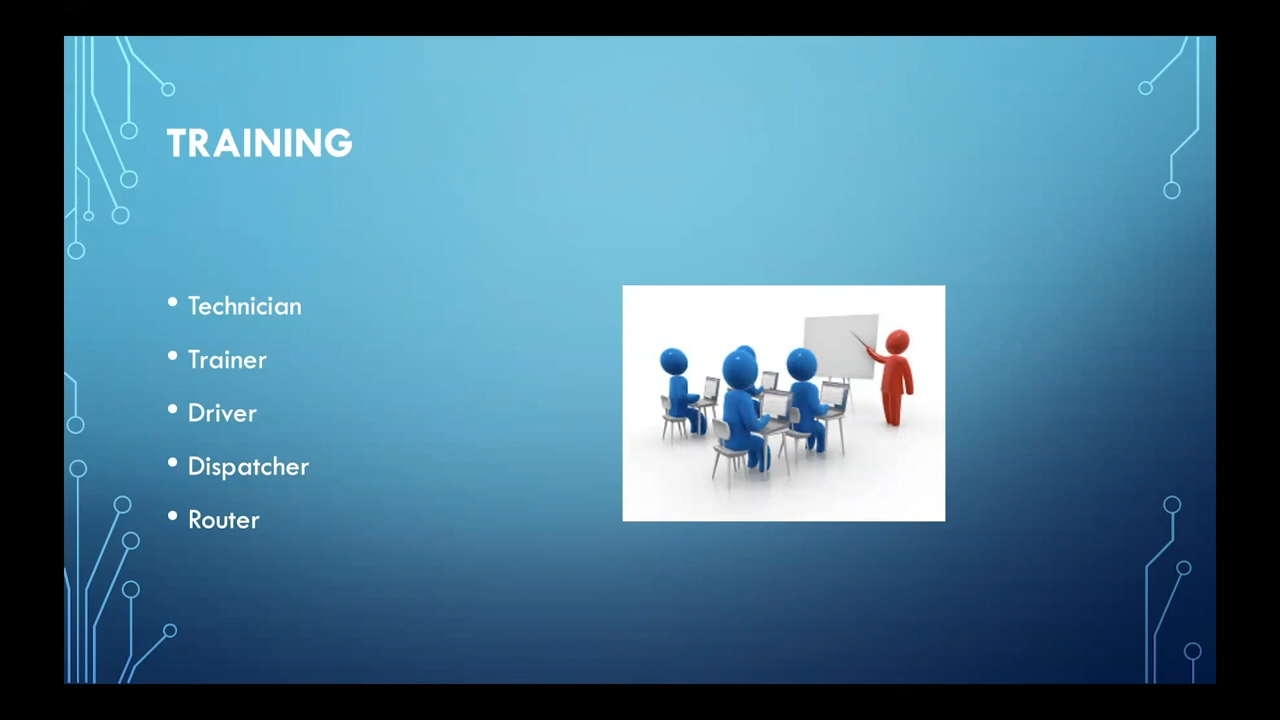 TRAINING
• Technician
• Trainer
• Driver
• Dispatcher
• Router